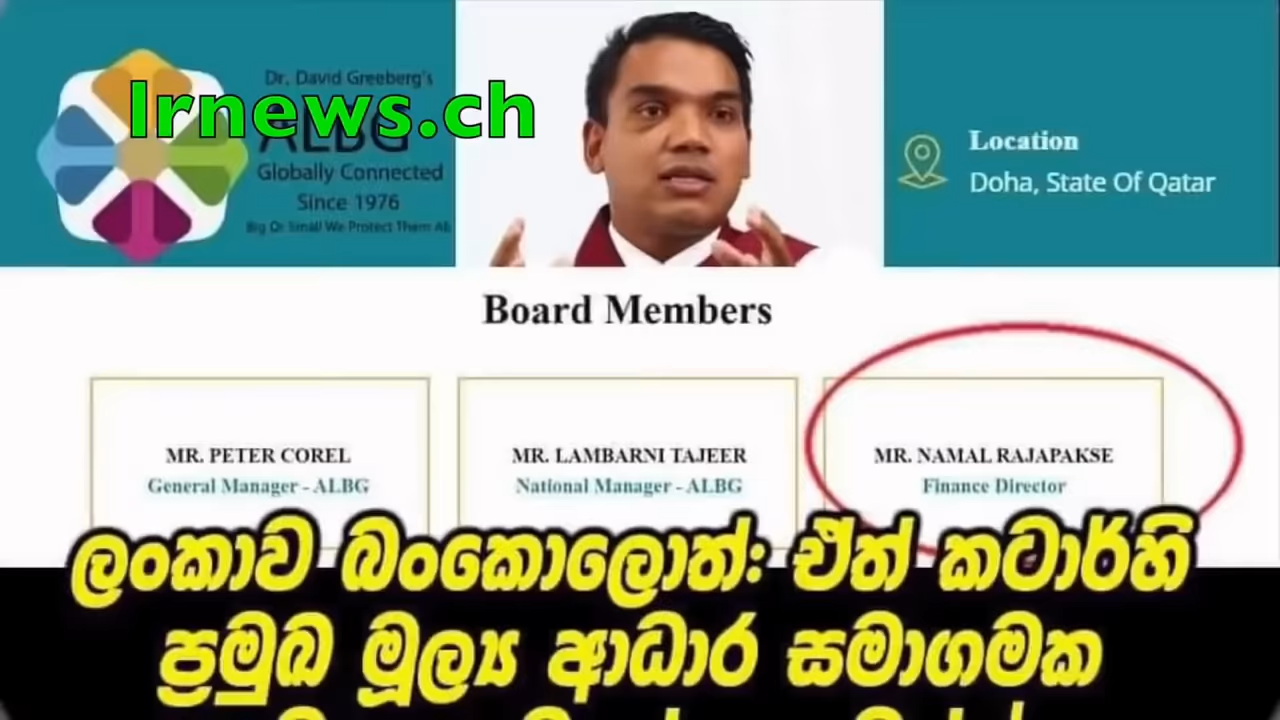 Dr. David Greeberg's
lrnews.ch
ALBG
Globally Connected
Since 1976
Big Or Small We Protect Them All
Location
Doha, State Of Qatar
Board Members
MR. PETER COREL
General Manager - ALBG
MR. LAMBARNI TAJEER
National Manager - ALBG
MR. NAMAL RAJAPAKSE
Finance Director
ලංකාව බංකොලොත්: ඒත් කටාර්හි
ප්‍රමුඛ මූල්‍ය ආධාර සමාගමක